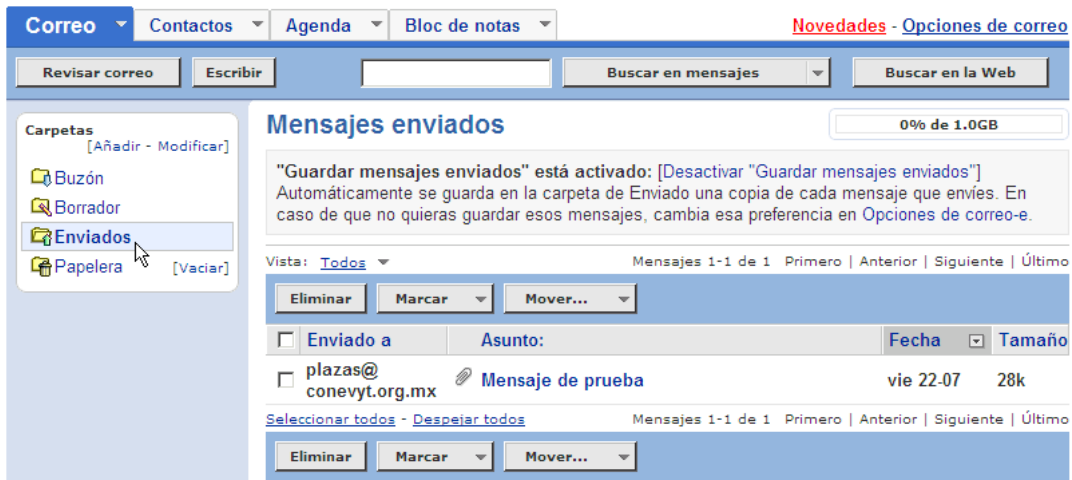 Correo Contactos Agenda Bloc de notas Novedades - Opciones de correo
Revisar correo Escribir Buscar en mensajes Buscar en la Web
Carpetas
[Añadir - Modificar]
Buzón
Borrador
Enviados
Papelera [Vaciar]
Mensajes enviados 0% de 1.0GB
"Guardar mensajes enviados" está activado: [Desactivar "Guardar mensajes enviados"]
Automáticamente se guarda en la carpeta de Enviado una copia de cada mensaje que envíes. En
caso de que no quieras guardar esos mensajes, cambia esa preferencia en Opciones de correo-e.
Vista: Todos Mensajes 1-1 de 1 Primero | Anterior | Siguiente | Último
Eliminar Marcar Mover...
Enviado a Asunto: Fecha Tamaño
plazas@
conevyt.org.mx Mensaje de prueba vie 22-07 28k
Seleccionar todos - Despejar todos Mensajes 1-1 de 1 Primero | Anterior | Siguiente | Último
Eliminar Marcar Mover...